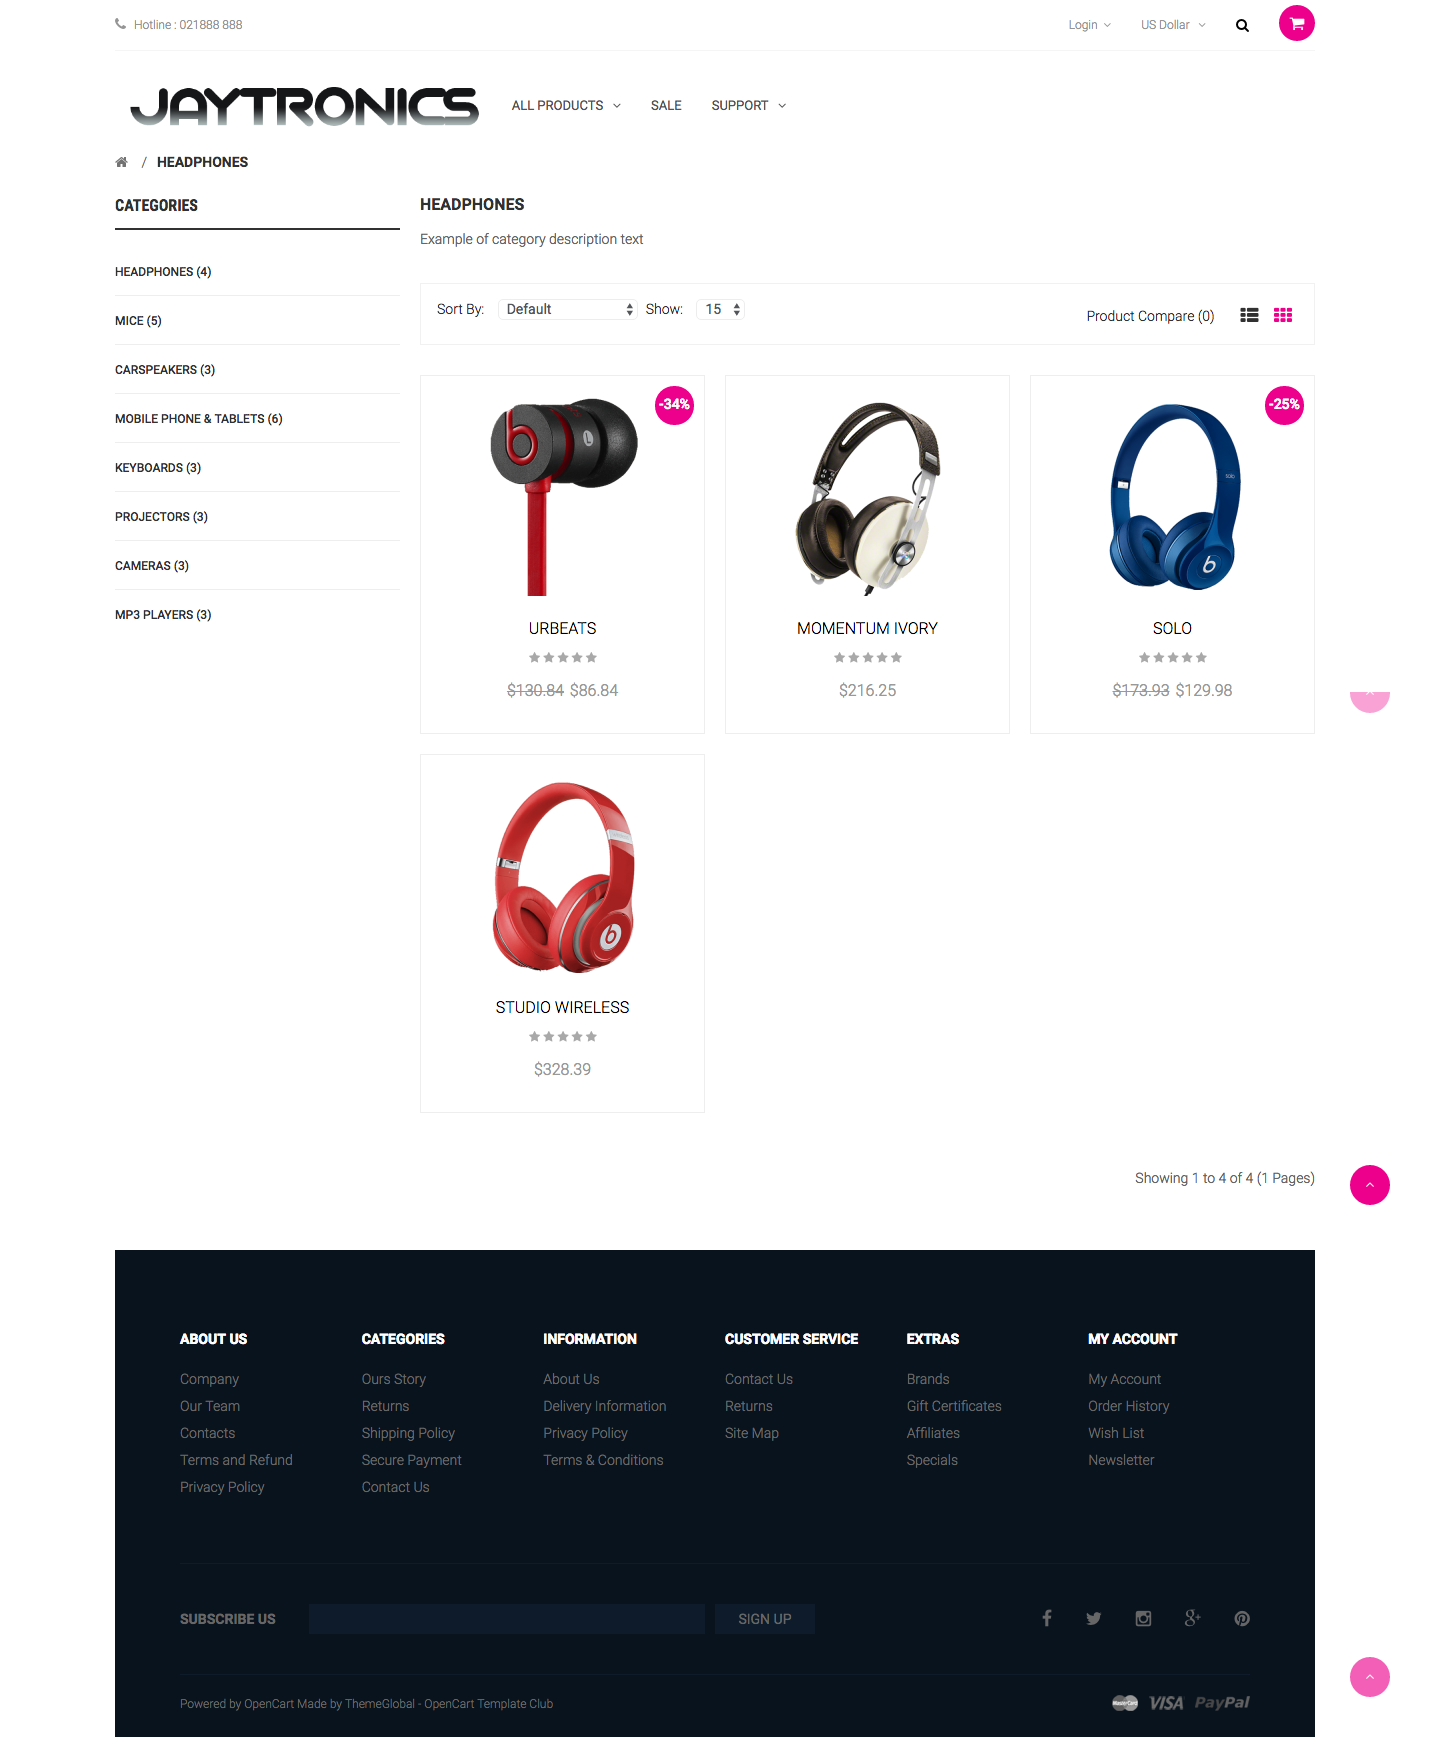 Hotline : 021888 888
Login
US Dollar
JAYTRONICS
ALL PRODUCTS
SALE
SUPPORT
/ HEADPHONES
CATEGORIES
HEADPHONES (4)
MICE (5)
CARSPEAKERS (3)
MOBILE PHONE & TABLETS (6)
KEYBOARDS (3)
PROJECTORS (3)
CAMERAS (3)
MP3 PLAYERS (3)
HEADPHONES
Example of category description text
Sort By: Default Show: 15
Product Compare (0)
-34%
URBEATS
$130.84 $86.84
MOMENTUM IVORY
$216.25
-25%
solo
SOLO
$173.93 $129.98
STUDIO WIRELESS
$328.39
Showing 1 to 4 of 4 (1 Pages)
ABOUT US
Company
Our Team
Contacts
Terms and Refund
Privacy Policy
CATEGORIES
Ours Story
Returns
Shipping Policy
Secure Payment
Contact Us
INFORMATION
About Us
Delivery Information
Privacy Policy
Terms & Conditions
CUSTOMER SERVICE
Contact Us
Returns
Site Map
EXTRAS
Brands
Gift Certificates
Affiliates
Specials
MY ACCOUNT
My Account
Order History
Wish List
Newsletter
SUBSCRIBE US
SIGN UP
Powered by OpenCart Made by ThemeGlobal - OpenCart Template Club
MasterCard VISA PayPal